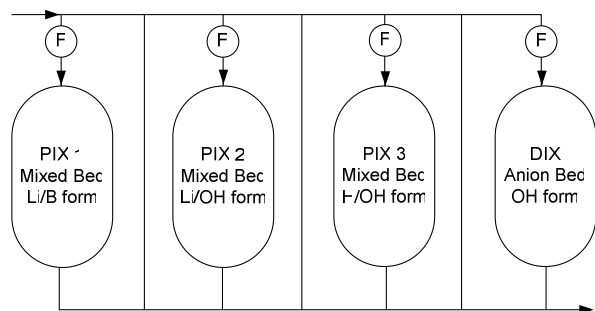 F
F
F
F
PIX 1
Mixed Bed
Li/B form
PIX 2
Mixed Bed
Li/OH form
PIX 3
Mixed Bed
H/OH form
DIX
Anion Bed
OH form